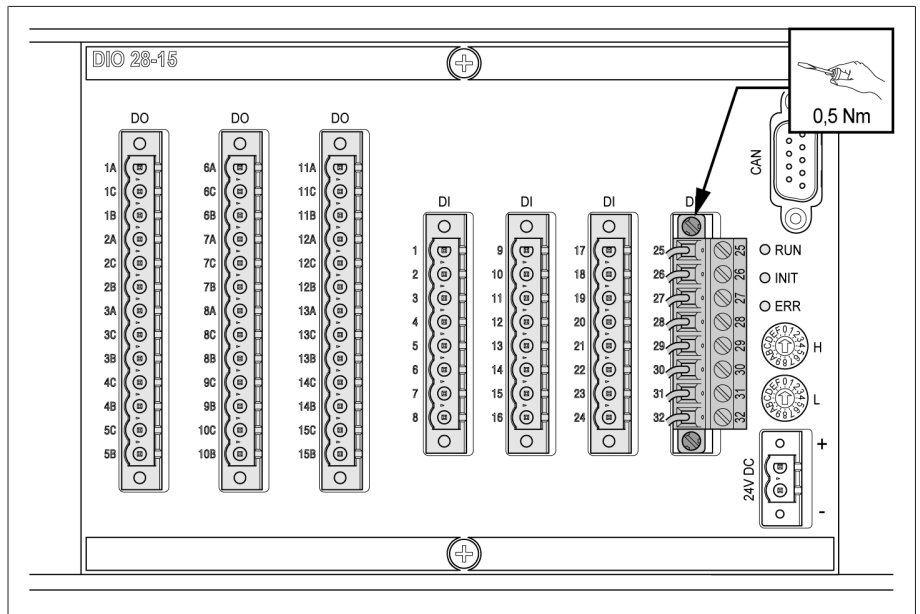 DIO 28-15
0,5 Nm
CAN
DO
1A
1C
1B
2A
2C
2B
3A
3C
3B
4C
4B
5C
5B
DO
6A
6C
6B
7A
7C
7B
8A
8C
8B
9C
9B
10C
10B
DO
11A
11C
11B
12A
12C
12B
13A
13C
13B
14C
14B
15C
15B
DI
1
2
3
4
5
6
7
8
DI
9
10
11
12
13
14
15
16
DI
17
18
19
20
21
22
23
24
25
26
27
28
29
30
31
32
25
26
27
28
29
30
31
32
RUN
INIT
ERR
0123456789ABCDEF
H
0123456789ABCDEF
L
24V DC
+
-